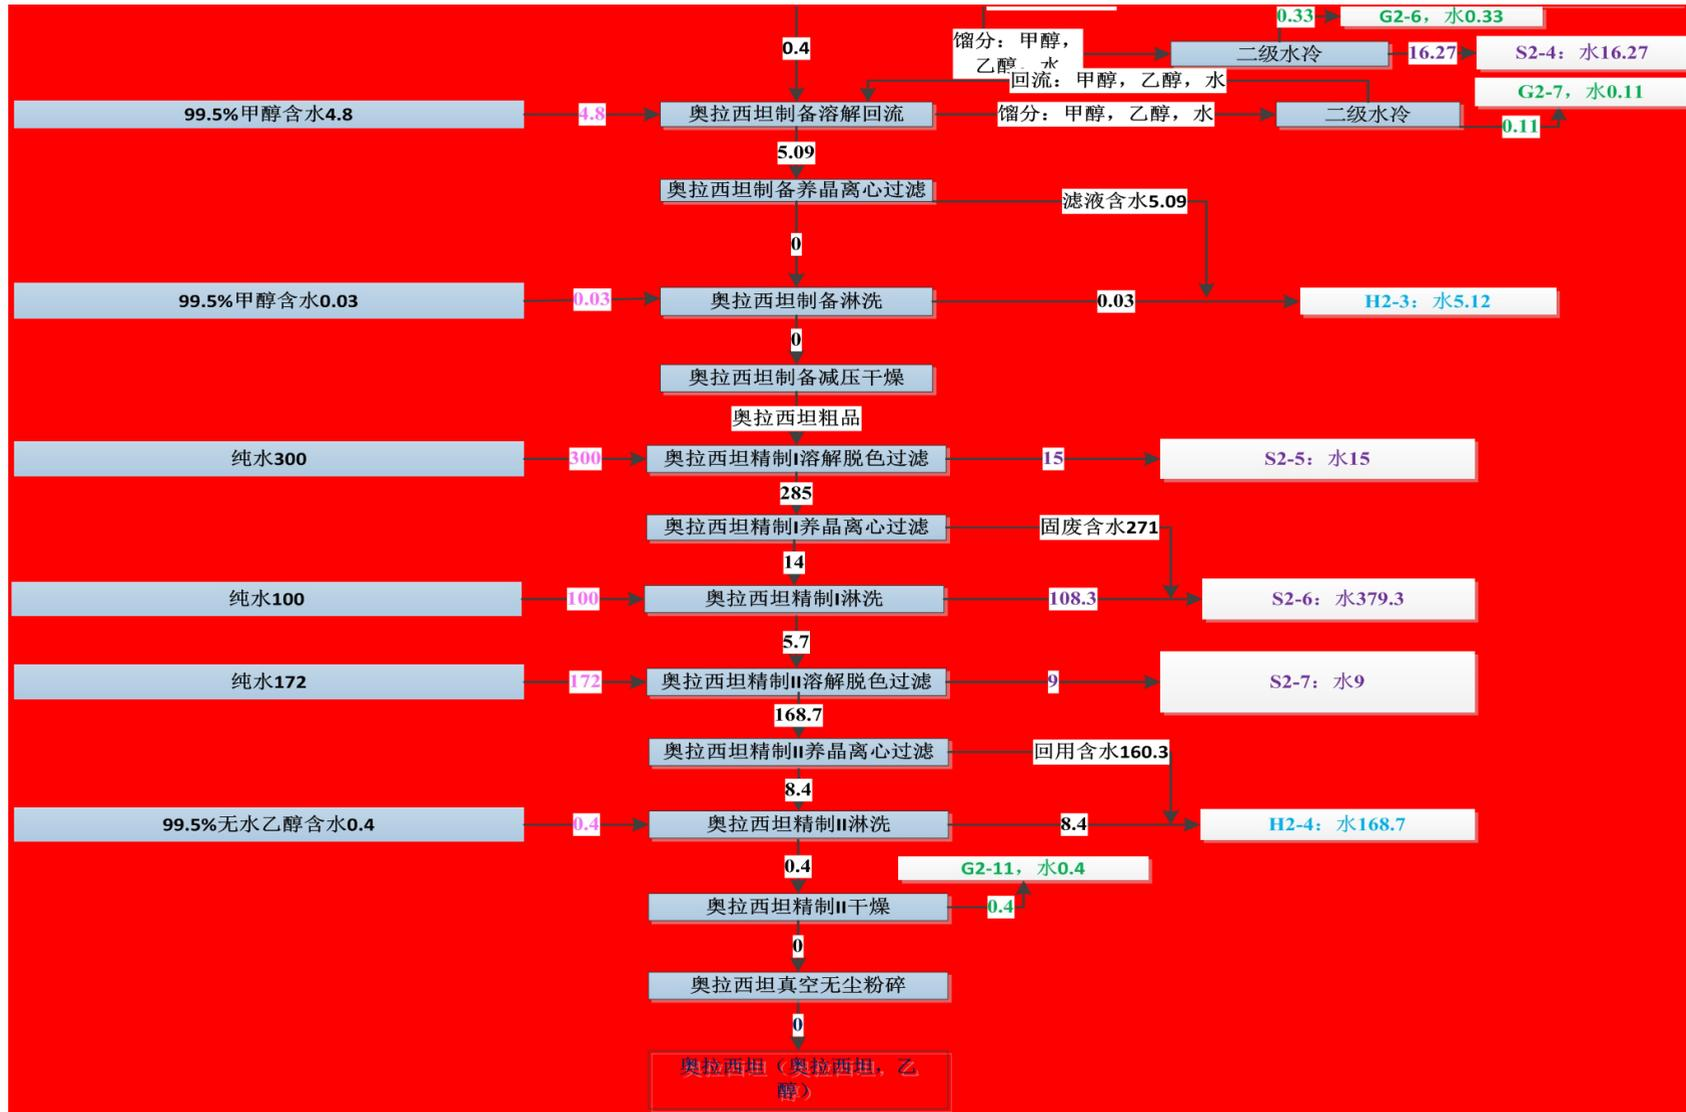 0.33
G2-6，水0.33
0.4
馏分：甲醇，
乙醇，水
二级水冷
16.27
S2-4：水16.27
回流：甲醇，乙醇，水
G2-7，水0.11
99.5%甲醇含水4.8
4.8
奥拉西坦制备溶解回流
馏分：甲醇，乙醇，水
二级水冷
0.11
5.09
奥拉西坦制备养晶离心过滤
滤液含水5.09
0
99.5%甲醇含水0.03
0.03
奥拉西坦制备淋洗
0.03
H2-3：水5.12
0
奥拉西坦制备减压干燥
奥拉西坦粗品
纯水300
300
奥拉西坦精制I溶解脱色过滤
15
S2-5：水15
285
奥拉西坦精制I养晶离心过滤
固废含水271
14
纯水100
100
奥拉西坦精制I淋洗
108.3
S2-6：水379.3
5.7
纯水172
172
奥拉西坦精制II溶解脱色过滤
9
S2-7：水9
168.7
奥拉西坦精制II养晶离心过滤
回用含水160.3
8.4
99.5%无水乙醇含水0.4
0.4
奥拉西坦精制II淋洗
8.4
H2-4：水168.7
0.4
G2-11，水0.4
奥拉西坦精制II干燥
0.4
0
奥拉西坦真空无尘粉碎
0
奥拉西坦（奥拉西坦，乙
醇）